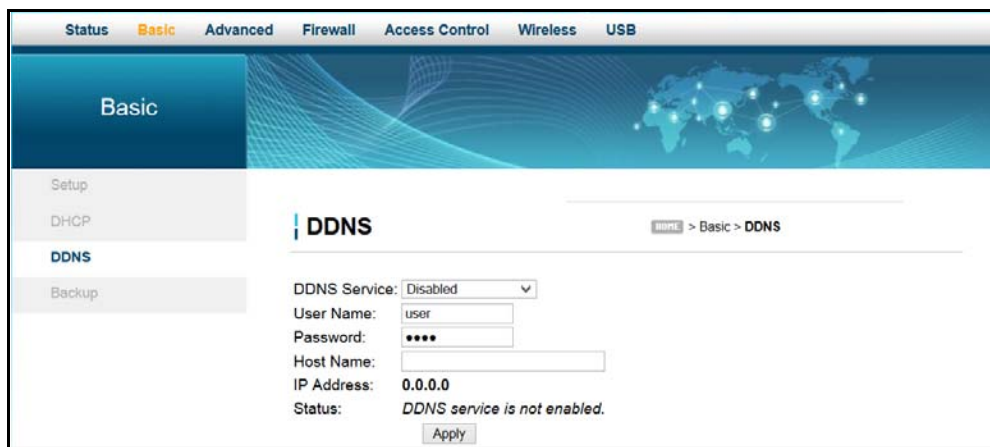 Status Basic Advanced Firewall Access Control Wireless USB
Basic
Setup
DHCP
DDNS
Backup
DDNS
HOME > Basic > DDNS
DDNS Service: Disabled
User Name: user
Password: ••••
Host Name:
IP Address: 0.0.0.0
Status: DDNS service is not enabled.
Apply